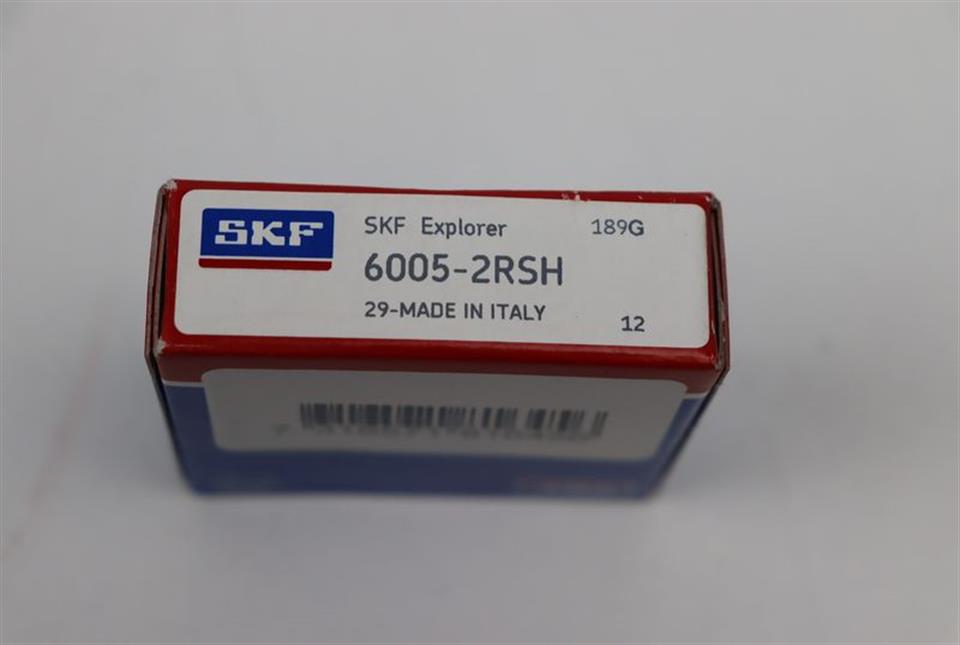 SKF
SKF Explorer 189G
6005-2RSH
29-MADE IN ITALY
12